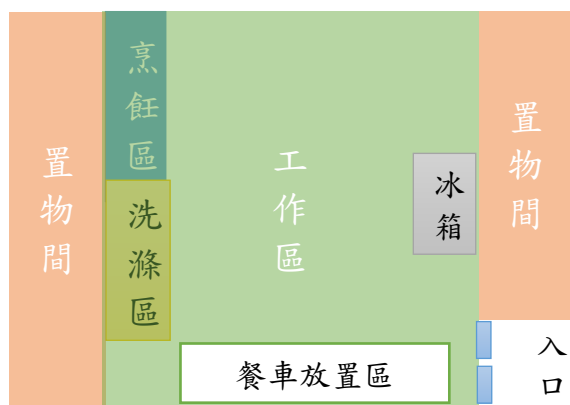 置物間
烹飪區
洗滌區
工作區
冰箱
置物間
餐車放置區
入口